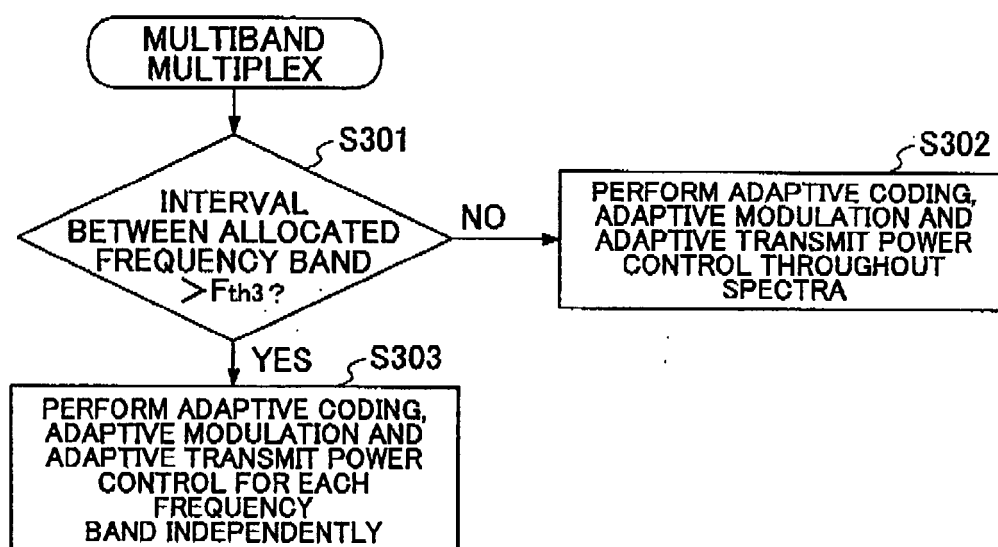 MULTIBAND
MULTIPLEX
S301
INTERVAL
BETWEEN ALLOCATED
FREQUENCY BAND
>Fth3?
NO
S302
PERFORM ADAPTIVE CODING,
ADAPTIVE MODULATION AND
ADAPTIVE TRANSMIT POWER
CONTROL THROUGHOUT
SPECTRA
YES
S303
PERFORM ADAPTIVE CODING,
ADAPTIVE MODULATION AND
ADAPTIVE TRANSMIT POWER
CONTROL FOR EACH
FREQUENCY
BAND INDEPENDENTLY